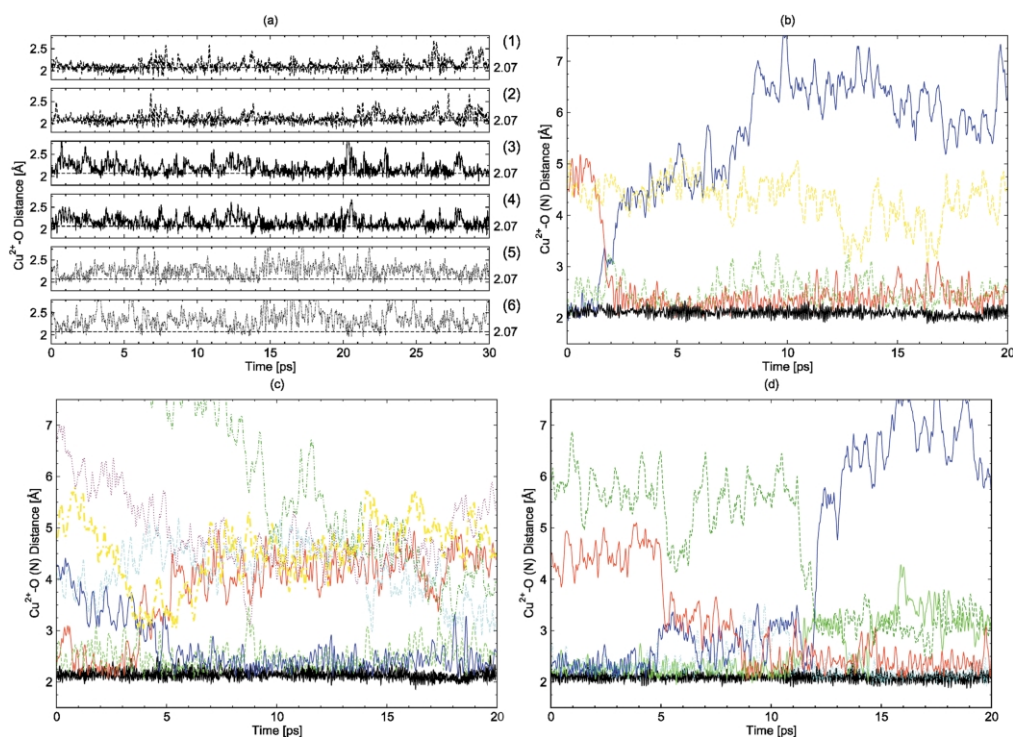 (a)
Cu2+-O Distance [Å]
2.5
2
(1)
2.07
2.5
2
(2)
2.07
2.5
2
(3)
2.07
2.5
2
(4)
2.07
2.5
2
(5)
2.07
2.5
2
(6)
2.07
0 5 10 15 20 25 30
Time [ps]
(b)
Cu2+-O (N) Distance [Å]
7
6
5
4
3
2
0 5 10 15 20
Time [ps]
(c)
Cu2+-O (N) Distance [Å]
7
6
5
4
3
2
0 5 10 15 20
Time [ps]
(d)
Cu2+-O (N) Distance [Å]
7
6
5
4
3
2
0 5 10 15 20
Time [ps]